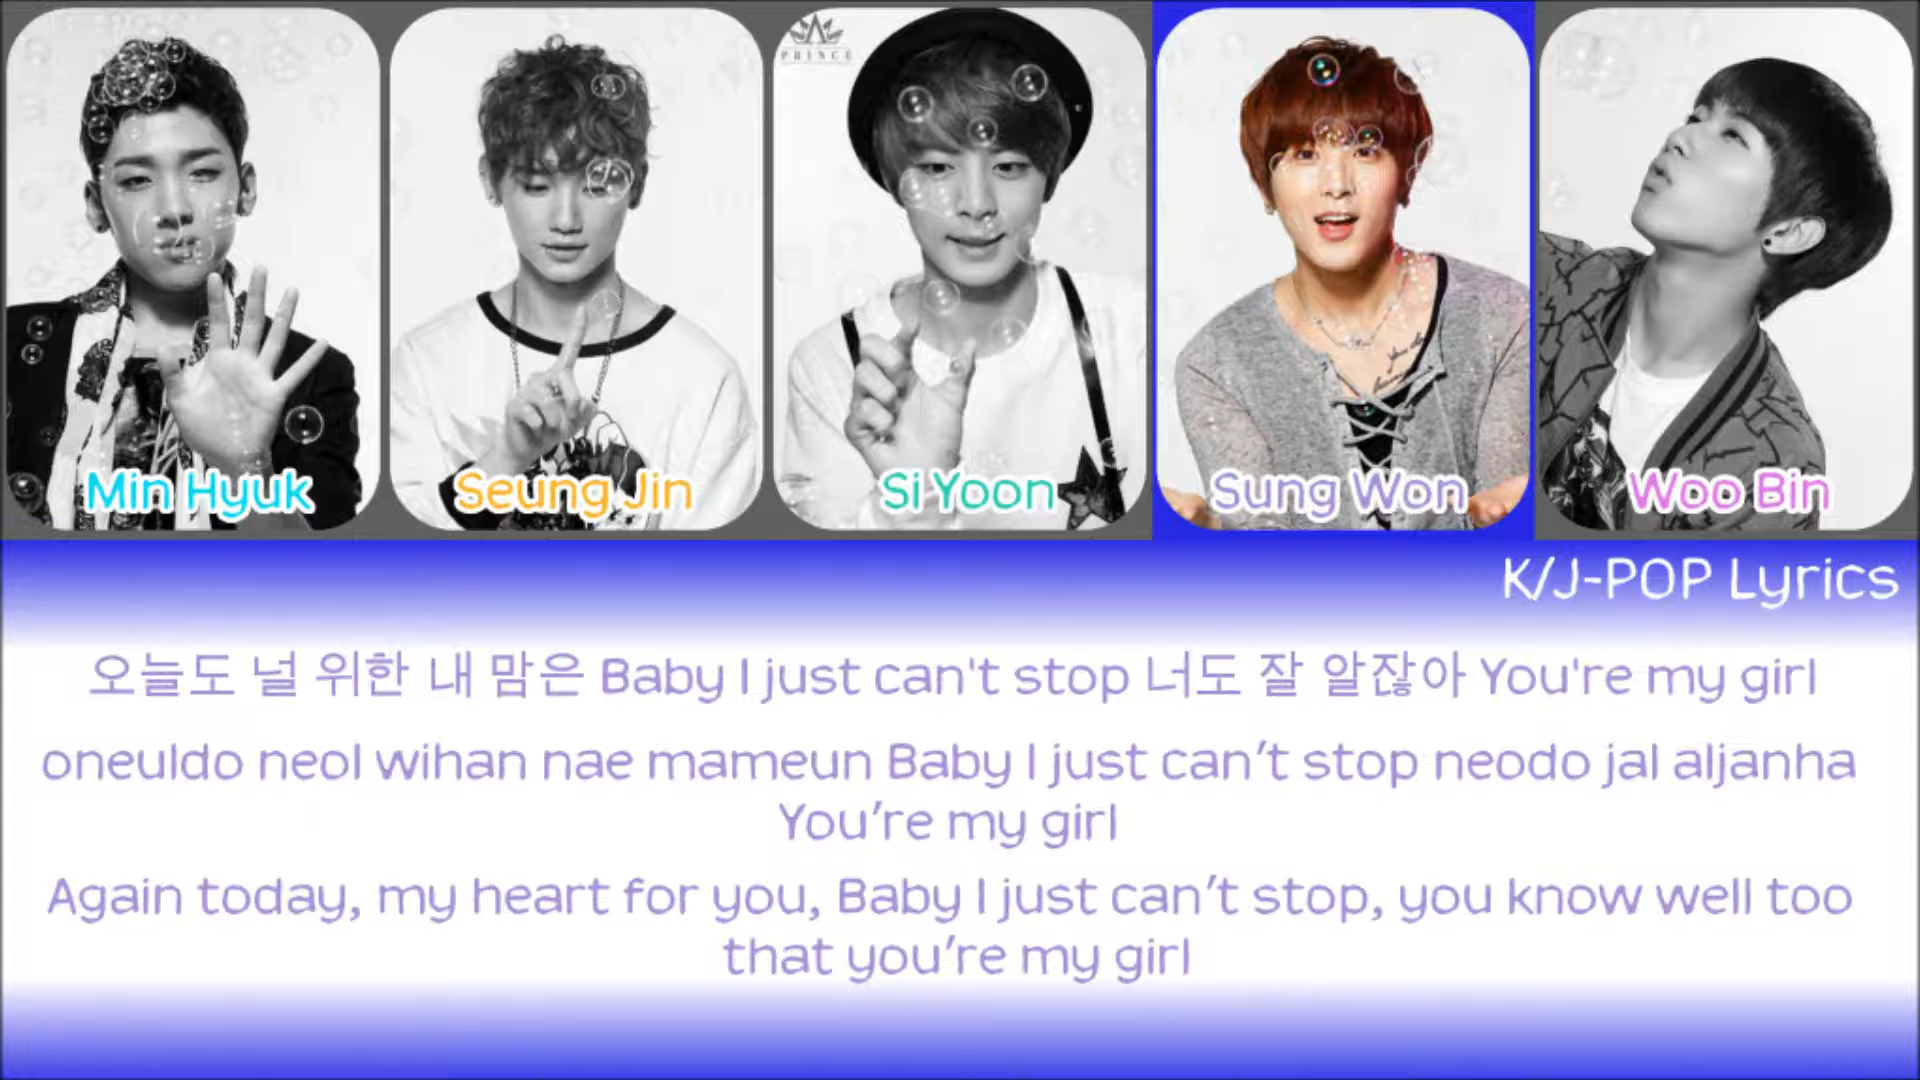 PRINCE
Min Hyuk
Seung Jin
Si Yoon
Sung Won
Woo Bin
K/J-POP Lyrics
오늘도 널 위한 내 맘은 Baby I just can't stop 너도 잘 알잖아 You're my girl
oneuldo neol wihan nae mameun Baby I just can’t stop neodo jal aljanha
You’re my girl
Again today, my heart for you, Baby I just can’t stop, you know well too
that you’re my girl